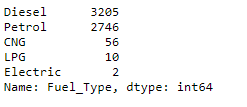 Diesel      3205
Petrol      2746
CNG           56
LPG           10
Electric       2
Name: Fuel_Type, dtype: int64